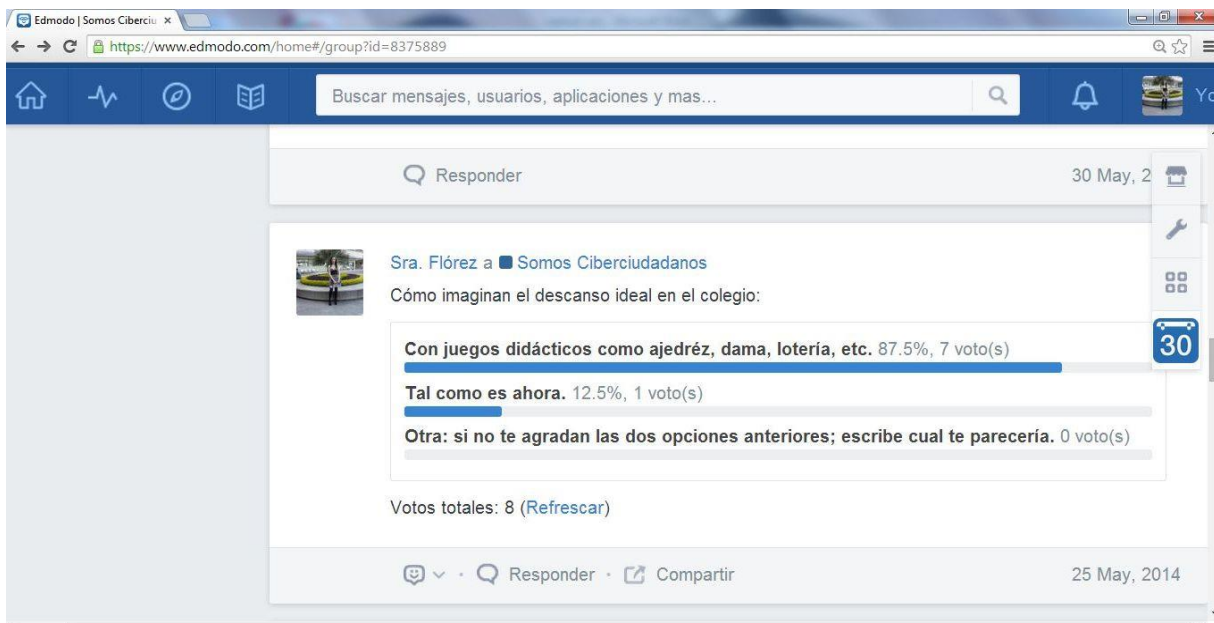 Edmodo | Somos Ciberciu
https://www.edmodo.com/home#/group?id=8375889
Buscar mensajes, usuarios, aplicaciones y mas...
Yo
Responder
30 May, 2
Sra. Flórez a Somos Ciberciudadanos
Cómo imaginan el descanso ideal en el colegio:
Con juegos didácticos como ajedréz, dama, lotería, etc. 87.5%, 7 voto(s)
30
Tal como es ahora. 12.5%, 1 voto(s)
Otra: si no te agradan las dos opciones anteriores; escribe cual te parecería. 0 voto(s)
Votos totales: 8 (Refrescar)
Responder · Compartir
25 May, 2014